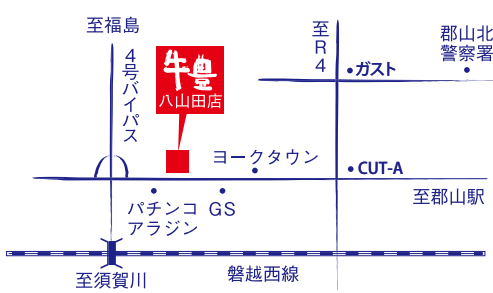 至福島
4号バイパス
牛豊
八山田店
至R4
ガスト
郡山北
警察署
ヨークタウン
CUT-A
至郡山駅
パチンコ
アラジン
GS
至須賀川
磐越西線